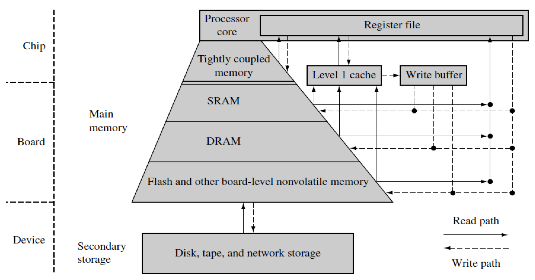 Processor
core
Register file
Chip
Tightly coupled
memory
Level 1 cache
Write buffer
SRAM
Main
memory
Board
DRAM
Flash and other board-level nonvolatile memory
Read path
Device
Secondary
storage
Disk, tape, and network storage
Write path